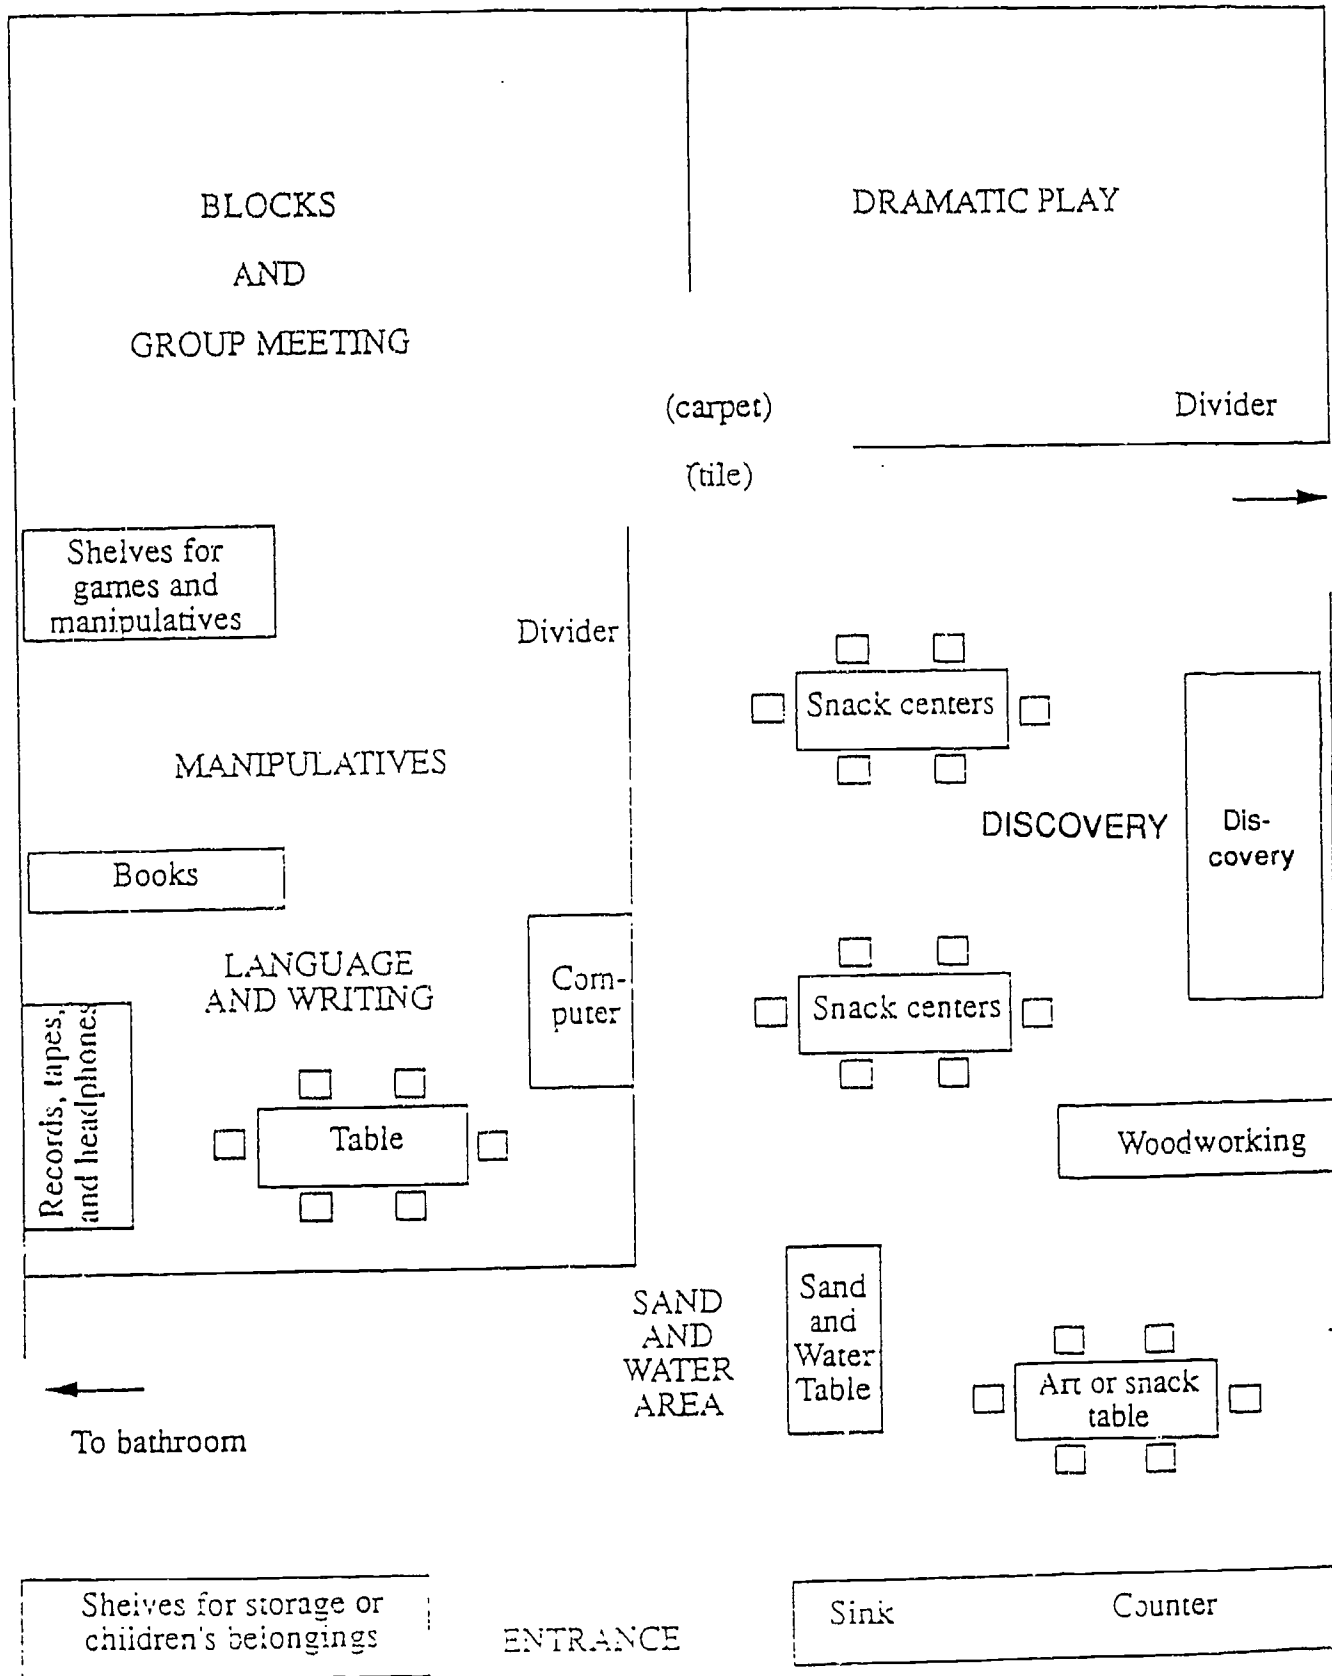 BLOCKS
AND
GROUP MEETING
DRAMATIC PLAY
(carpet)
Divider
(tile)
Shelves for
games and
manipulatives
Divider
Snack centers
MANIPULATIVES
DISCOVERY
Dis-
covery
Books
LANGUAGE
AND WRITING
Com-
puter
Snack centers
Records, tapes,
and headphones
Table
Woodworking
SAND
AND
WATER
AREA
Sand
and
Water
Table
Art or snack
table
To bathroom
Shelves for storage or
children's belongings
ENTRANCE
Sink
Counter